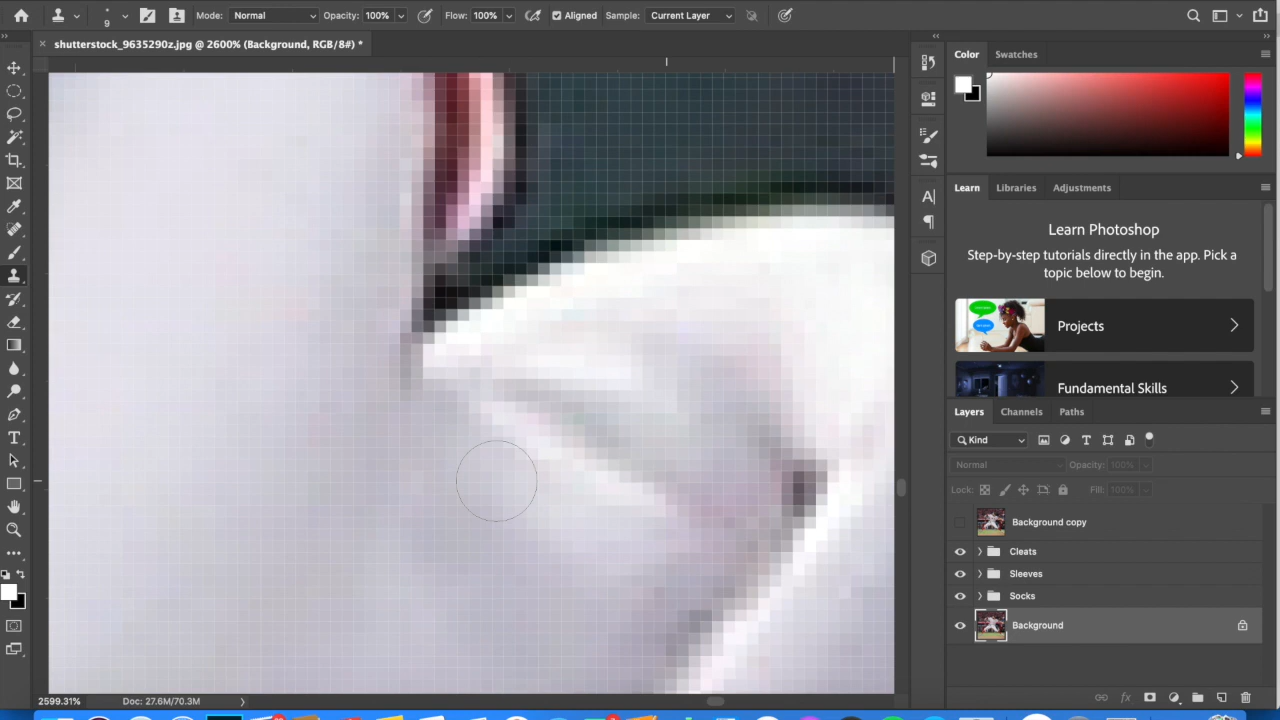 9
Mode: Normal
Opacity: 100%
Flow: 100%
Aligned
Sample: Current Layer
shutterstock_9635290z.jpg @ 2600% (Background, RGB/8#) *
Color
Swatches
Learn
Libraries
Adjustments
Learn Photoshop
Step-by-step tutorials directly in the app. Pick a
topic below to begin.
Projects
Fundamental Skills
Layers
Channels
Paths
Kind
Normal
Opacity: 100%
Lock:
Fill: 100%
Background copy
Cleats
Sleeves
Socks
Background
2599.31%
Doc: 27.6M/70.3M